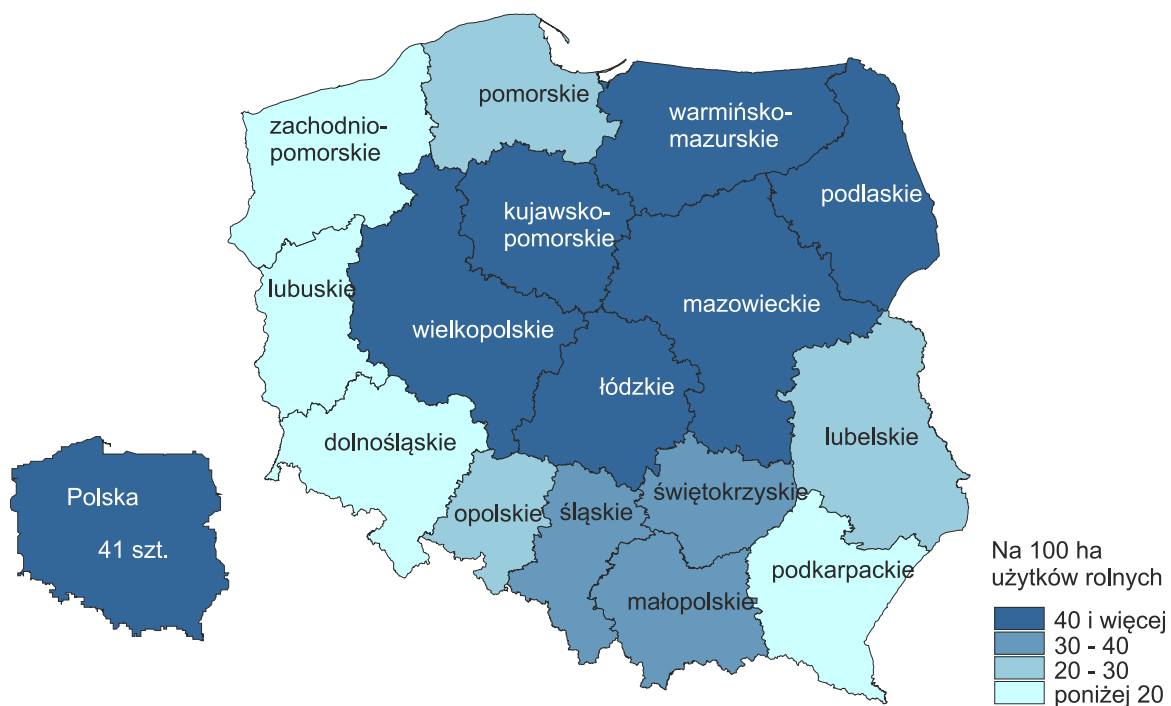 pomorskie
zachodnio-
pomorskie
warmińsko-
mazurskie
podlaskie
kujawsko-
pomorskie
lubuskie
mazowieckie
wielkopolskie
łódzkie
dolnośląskie
lubelskie
opolskie
śląskie
świętokrzyskie
podkarpackie
małopolskie
Polska
41 szt.
Na 100 ha
użytków rolnych
40 i więcej
30 - 40
20 - 30
poniżej 20